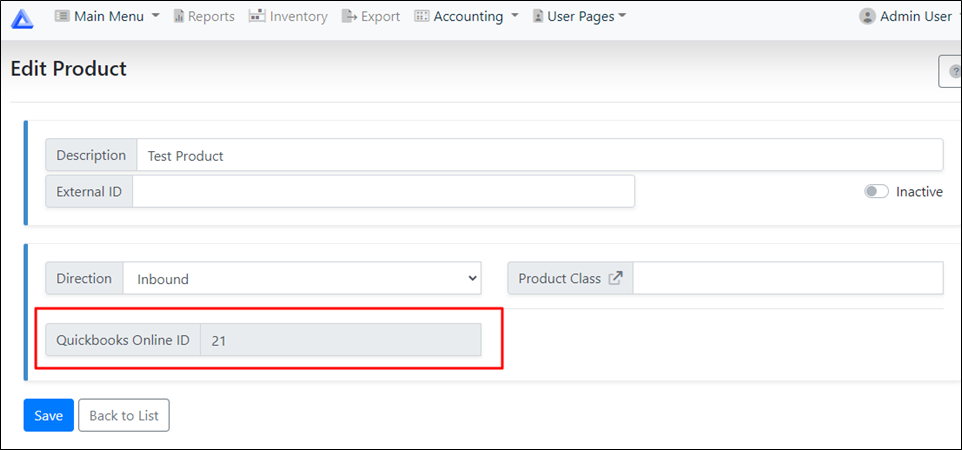 Main Menu Reports Inventory Export Accounting User Pages Admin User
Edit Product
?
Description Test Product
External ID Inactive
Direction Inbound Product Class
Quickbooks Online ID 21
Save Back to List